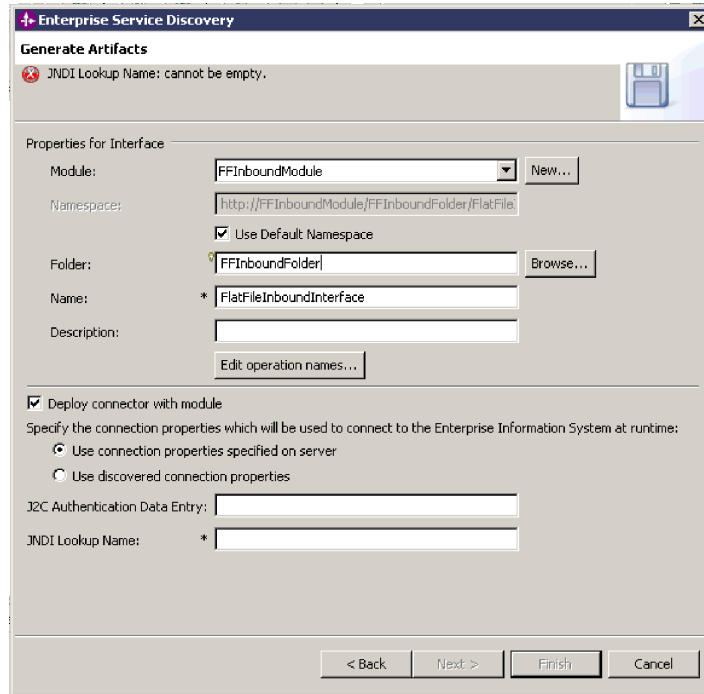 Enterprise Service Discovery
Generate Artifacts
JNDI Lookup Name: cannot be empty.
Properties for Interface
Module: FFInboundModule New...
Namespace: http://FFInboundModule/FFInboundFolder/FlatFile
Use Default Namespace
Folder: FFInboundFolder Browse...
Name: * FlatFileInboundInterface
Description:
Edit operation names...
Deploy connector with module
Specify the connection properties which will be used to connect to the Enterprise Information System at runtime:
Use connection properties specified on server
Use discovered connection properties
J2C Authentication Data Entry:
JNDI Lookup Name: *
< Back Next > Finish Cancel